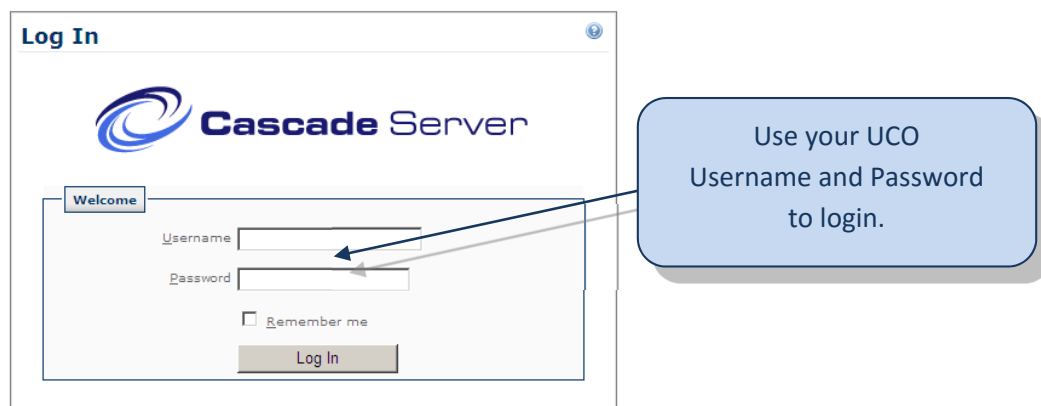 Log In
Cascade Server
Welcome
Username
Password
Remember me
Log In
Use your UCO
Username and Password
to login.